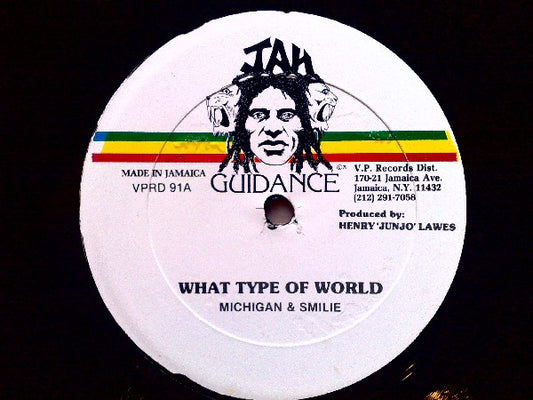 JAH
GUIDANCE
MADE IN JAMAICA
VPRD 91A
V.P. Records Dist.
170-21 Jamaica Ave.
Jamaica, N.Y. 11432
(212) 291-7058
Produced by:
HENRY 'JUNJO' LAWES
WHAT TYPE OF WORLD
MICHIGAN & SMILIE